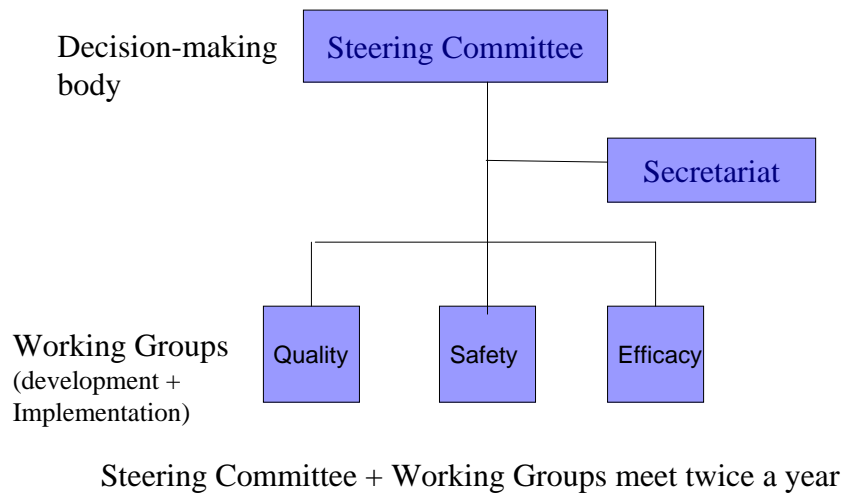 Decision-making
body
Steering Committee
Secretariat
Working Groups
(development +
Implementation)
Quality
Safety
Efficacy
Steering Committee + Working Groups meet twice a year